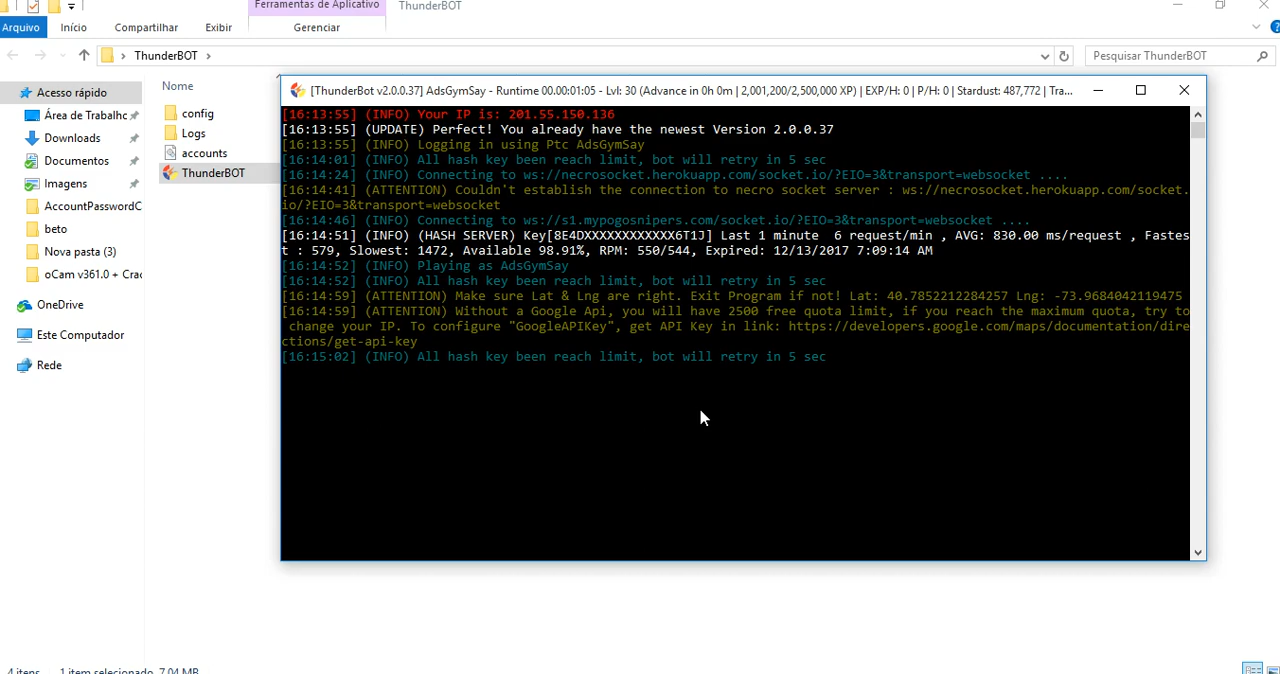 Ferramentas de Aplicativo
ThunderBOT
Arquivo
Início
Compartilhar
Exibir
Gerenciar
ThunderBOT
Pesquisar ThunderBOT
Acesso rápido
Área de Trabalho
Downloads
Documentos
Imagens
AccountPasswordC
beto
Nova pasta (3)
oCam v361.0 + Crac
OneDrive
Este Computador
Rede
Nome
config
Logs
accounts
ThunderBOT
[ThunderBot v2.0.0.37] AdsGymSay - Runtime 00.00:01:05 - Lvl: 30 (Advance in 0h 0m | 2,001,200/2,500,000 XP) | EXP/H: 0 | P/H: 0 | Stardust: 487,772 | Tra...
[16:13:55] (INFO) Your IP is: 201.55.150.136
[16:13:55] (UPDATE) Perfect! You already have the newest Version 2.0.0.37
[16:13:55] (INFO) Logging in using Ptc AdsGymSay
[16:14:01] (INFO) All hash key been reach limit, bot will retry in 5 sec
[16:14:24] (INFO) Connecting to ws://necrosocket.herokuapp.com/socket.io/?EIO=3&transport=websocket ....
[16:14:41] (ATTENTION) Couldn't establish the connection to necro socket server : ws://necrosocket.herokuapp.com/socket.
io/?EIO=3&transport=websocket
[16:14:46] (INFO) Connecting to ws://s1.mypogosnipers.com/socket.io/?EIO=3&transport=websocket ....
[16:14:51] (INFO) (HASH SERVER) Key[8E4DXXXXXXXXXXXX6T1J] Last 1 minute  6 request/min , AVG: 830.00 ms/request , Fastes
t : 579, Slowest: 1472, Available 98.91%, RPM: 550/544, Expired: 12/13/2017 7:09:14 AM
[16:14:52] (INFO) Playing as AdsGymSay
[16:14:52] (INFO) All hash key been reach limit, bot will retry in 5 sec
[16:14:59] (ATTENTION) Make sure Lat & Lng are right. Exit Program if not! Lat: 40.7852212284257 Lng: -73.9684042119475
[16:14:59] (ATTENTION) Without a Google Api, you will have 2500 free quota limit, if you reach the maximum quota, try to
change your IP. To configure "GoogleAPIKey", get API Key in link: https://developers.google.com/maps/documentation/dire
ctions/get-api-key
[16:15:02] (INFO) All hash key been reach limit, bot will retry in 5 sec
4 itens
1 item selecionado 7,04 MB